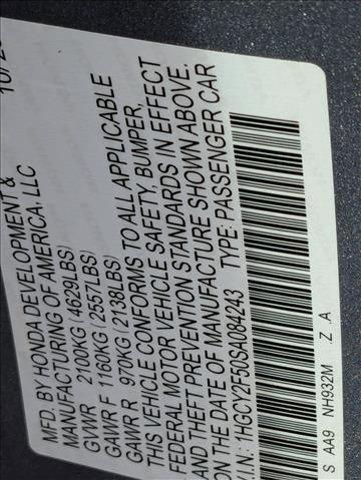 10/2
MFD. BY HONDA DEVELOPMENT &
MANUFACTURING OF AMERICA, LLC
GVWR 2100KG (4629LBS)
GAWR F 1160KG (2557LBS)
GAWR R 970KG (2138LBS)
THIS VEHICLE CONFORMS TO ALL APPLICABLE
FEDERAL MOTOR VEHICLE SAFETY, BUMPER,
AND THEFT PREVENTION STANDARDS IN EFFECT
ON THE DATE OF MANUFACTURE SHOWN ABOVE.
V.I.N.: 1HGCY2F50SA084243 TYPE: PASSENGER CAR
S AA9 NH932M Z .A